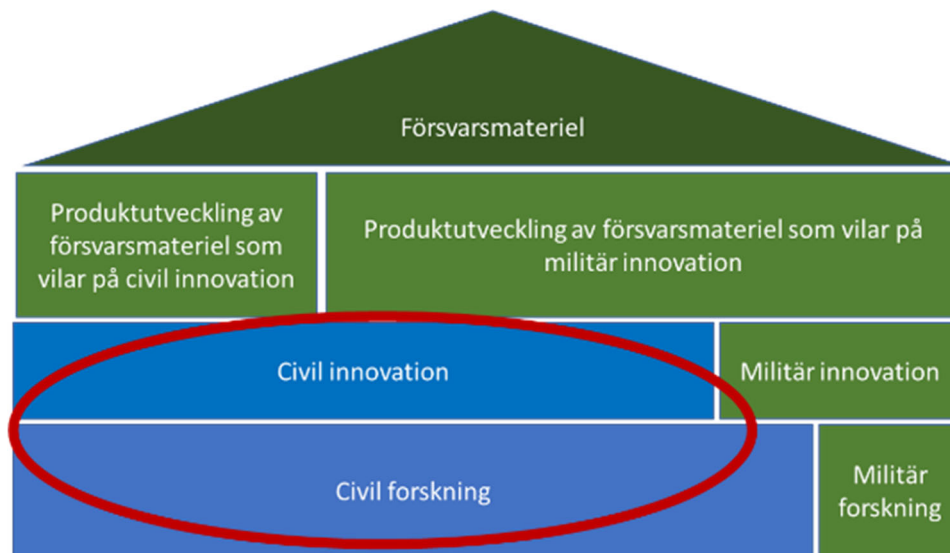 Försvarsmateriel
Produktutveckling av
försvarsmateriel som
vilar på civil innovation
Produktutveckling av försvarsmateriel som vilar på
militär innovation
Civil innovation
Militär innovation
Civil forskning
Militär
forskning